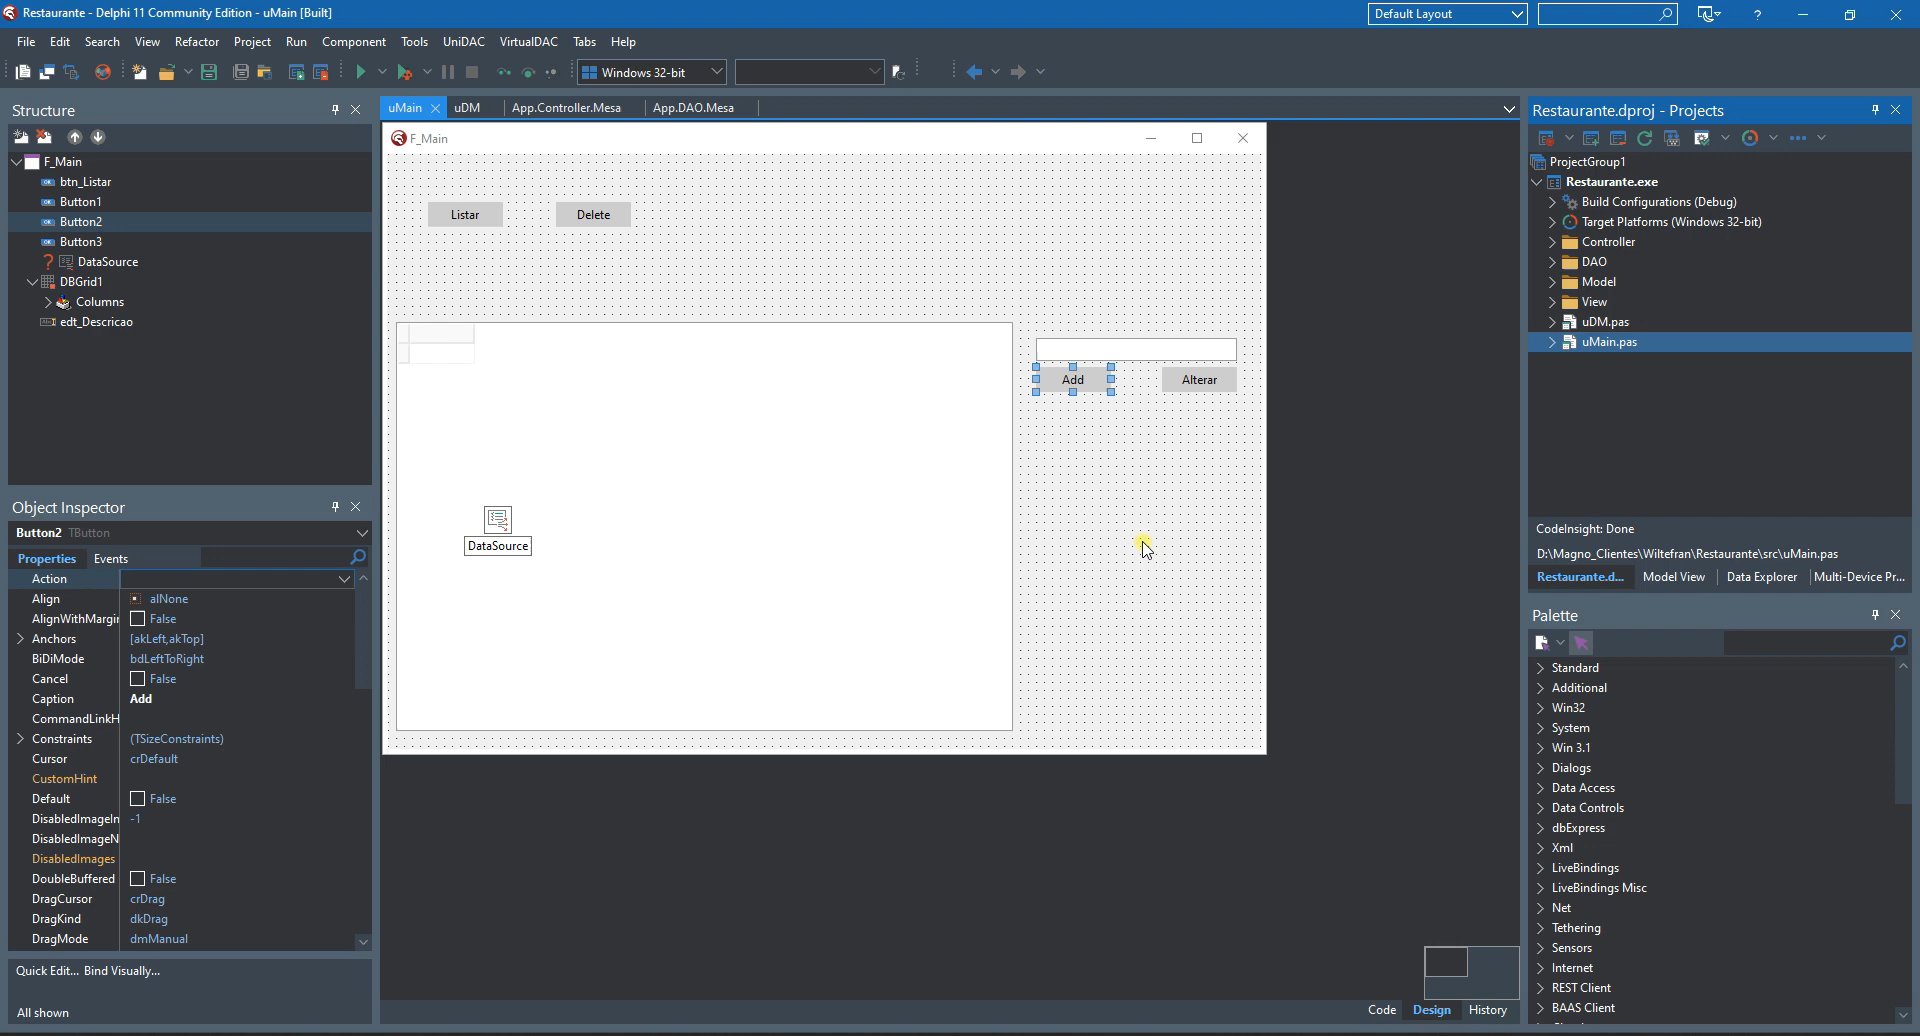 Restaurante - Delphi 11 Community Edition - uMain [Built]
Default Layout
?
File Edit Search View Refactor Project Run Component Tools UniDAC VirtualDAC Tabs Help
Windows 32-bit
Structure
F_Main
btn_Listar
Button1
Button2
Button3
? DataSource
DBGrid1
Columns
edt_Descricao
Object Inspector
Button2 TButton
Properties Events
Action
Align alNone
AlignWithMargin False
Anchors [akLeft,akTop]
BiDiMode bdLeftToRight
Cancel False
Caption Add
CommandLinkH
Constraints (TSizeConstraints)
Cursor crDefault
CustomHint
Default False
DisabledImageIn -1
DisabledImageN
DisabledImages
DoubleBuffered False
DragCursor crDrag
DragKind dkDrag
DragMode dmManual
Quick Edit... Bind Visually...
All shown
uMain uDM App.Controller.Mesa App.DAO.Mesa
F_Main
Listar Delete
Add Alterar
DataSource
Code Design History
Restaurante.dproj - Projects
ProjectGroup1
Restaurante.exe
Build Configurations (Debug)
Target Platforms (Windows 32-bit)
Controller
DAO
Model
View
uDM.pas
uMain.pas
CodeInsight: Done
D:\Magno_Clientes\Wiltefran\Restaurante\src\uMain.pas
Restaurante.d... Model View Data Explorer Multi-Device Pr...
Palette
Standard
Additional
Win32
System
Win 3.1
Dialogs
Data Access
Data Controls
dbExpress
Xml
LiveBindings
LiveBindings Misc
Net
Tethering
Sensors
Internet
REST Client
BAAS Client